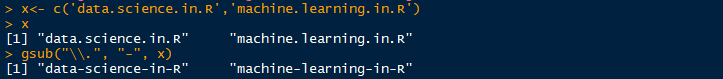 > x<- c('data.science.in.R','machine.learning.in.R')
> x
[1] "data.science.in.R"     "machine.learning.in.R"
> gsub("\\.", "-", x)
[1] "data-science-in-R"     "machine-learning-in-R"